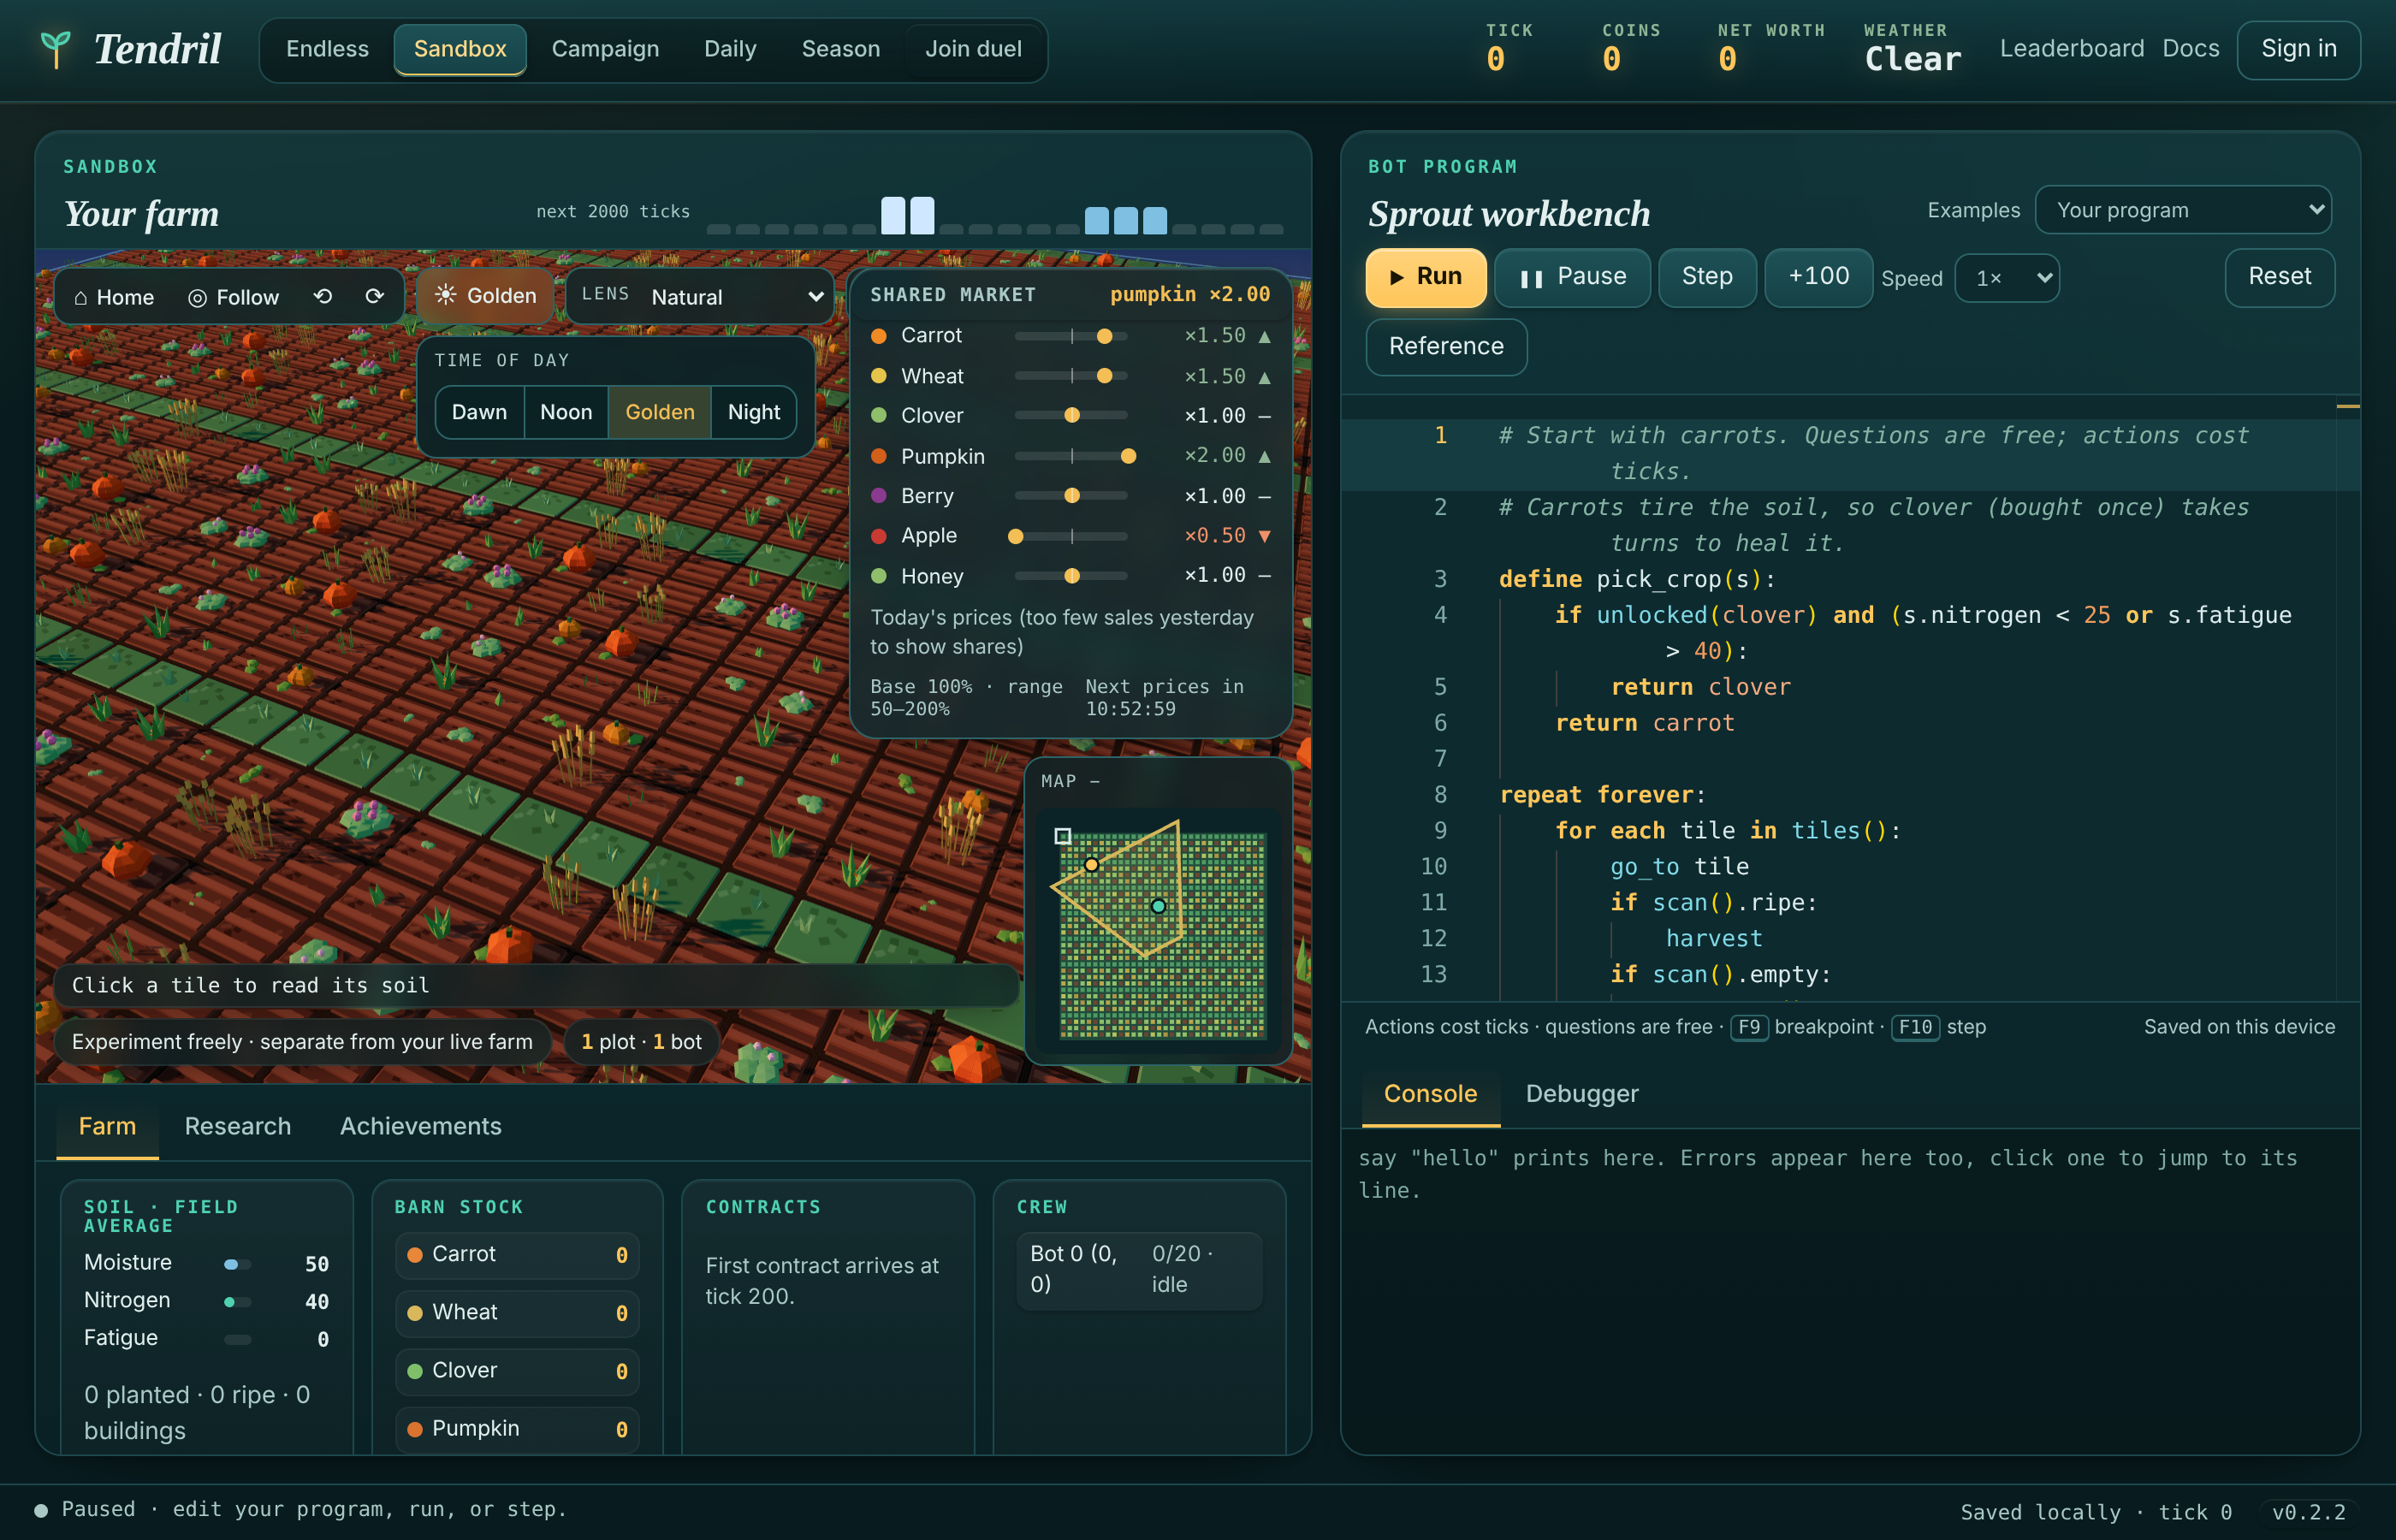 Tendril
Endless
Sandbox
Campaign
Daily
Season
Join duel
TICK
0
COINS
0
NET WORTH
0
WEATHER
Clear
Leaderboard
Docs
Sign in
SANDBOX
Your farm
next 2000 ticks
⌂ Home
◎ Follow
⟲
⟳
☀ Golden
LENS Natural
TIME OF DAY
Dawn
Noon
Golden
Night
SHARED MARKET pumpkin ×2.00
Carrot ×1.50 ▲
Wheat ×1.50 ▲
Clover ×1.00 –
Pumpkin ×2.00 ▲
Berry ×1.00 –
Apple ×0.50 ▼
Honey ×1.00 –
Today's prices (too few sales yesterday
to show shares)
Base 100% · range
50–200%
Next prices in
10:52:59
MAP –
Click a tile to read its soil
Experiment freely · separate from your live farm
1 plot · 1 bot
Farm
Research
Achievements
SOIL · FIELD
AVERAGE
Moisture 50
Nitrogen 40
Fatigue 0
0 planted · 0 ripe · 0
buildings
BARN STOCK
Carrot 0
Wheat 0
Clover 0
Pumpkin 0
CONTRACTS
First contract arrives at
tick 200.
CREW
Bot 0 (0,
0)
0/20 ·
idle
BOT PROGRAM
Sprout workbench
Examples
Your program
▶ Run
❚❚ Pause
Step
+100
Speed
1×
Reset
Reference
1 # Start with carrots. Questions are free; actions cost
ticks.
2 # Carrots tire the soil, so clover (bought once) takes
turns to heal it.
3 define pick_crop(s):
4 if unlocked(clover) and (s.nitrogen < 25 or s.fatigue
> 40):
5 return clover
6 return carrot
7
8 repeat forever:
9 for each tile in tiles():
10 go_to tile
11 if scan().ripe:
12 harvest
13 if scan().empty:
Actions cost ticks · questions are free · F9 breakpoint · F10 step
Saved on this device
Console
Debugger
say "hello" prints here. Errors appear here too, click one to jump to its
line.
Paused · edit your program, run, or step.
Saved locally · tick 0
v0.2.2